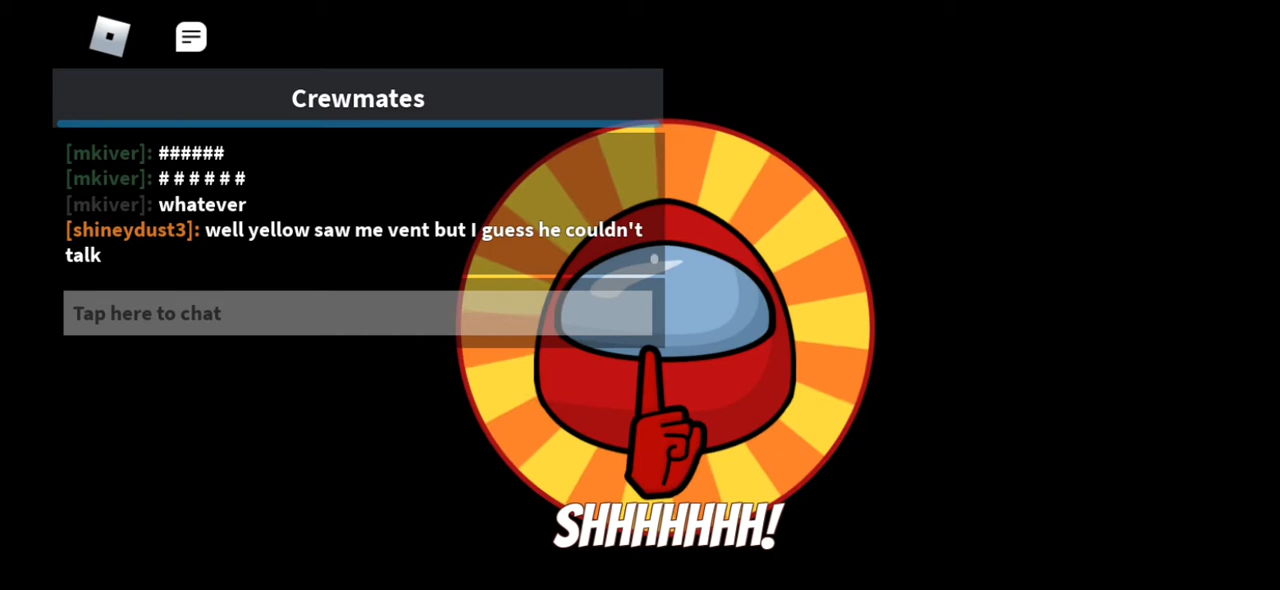 Crewmates
[mkiver]: ######
[mkiver]: # # # # # #
[mkiver]: whatever
[shineydust3]: well yellow saw me vent but I guess he couldn't
talk
Tap here to chat
SHHHHHHH!